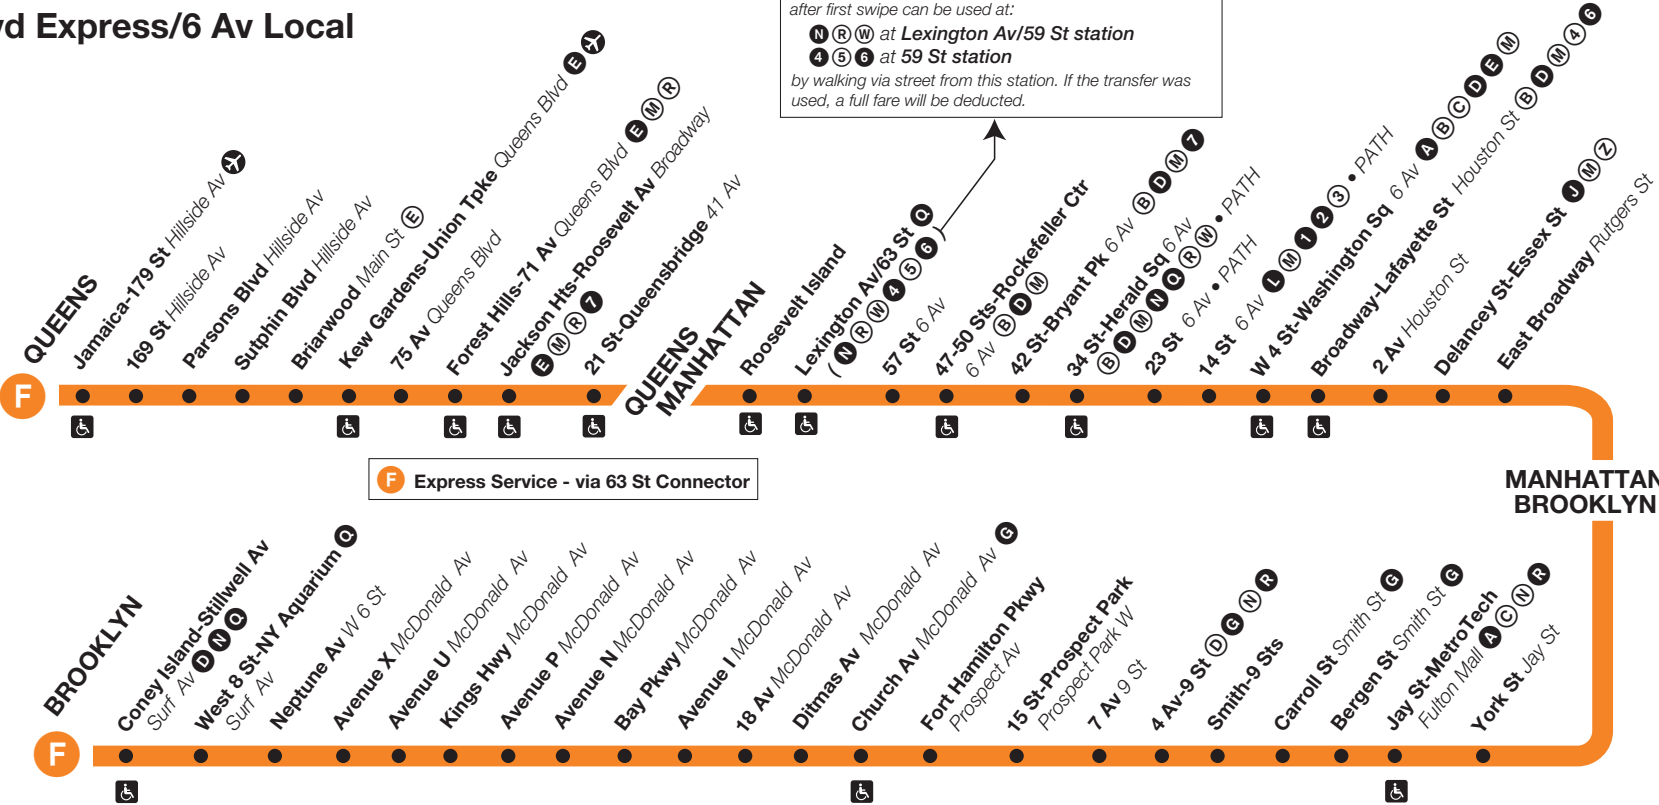 vd Express/6 Av Local
after first swipe can be used at:
N R W at Lexington Av/59 St station
4 5 6 at 59 St station
by walking via street from this station. If the transfer was
used, a full fare will be deducted.
QUEENS
Jamaica-179 St Hillside Av
169 St Hillside Av
Parsons Blvd Hillside Av
Sutphin Blvd Hillside Av
Briarwood Main St E
Kew Gardens-Union Tpke Queens Blvd E
75 Av Queens Blvd
Forest Hills-71 Av Queens Blvd E M R
Jackson Hts-Roosevelt Av Broadway
E M R 7
21 St-Queensbridge 41 Av
QUEENS
MANHATTAN
Roosevelt Island
Lexington Av/63 St Q
( N R W 4 5 6 )
57 St 6 Av
47-50 Sts-Rockefeller Ctr
6 Av B D M
42 St-Bryant Pk 6 Av B D M 7
34 St-Herald Sq 6 Av
B D M N Q R W • PATH
23 St 6 Av • PATH
14 St 6 Av L M 1 2 3 • PATH
W 4 St-Washington Sq 6 Av A B C D E M
Broadway-Lafayette St Houston St B D M 4 6
2 Av Houston St
Delancey St-Essex St J M Z
East Broadway Rutgers St
F
F Express Service - via 63 St Connector
MANHATTAN
BROOKLYN
BROOKLYN
Coney Island-Stillwell Av
Surf Av D N Q
West 8 St-NY Aquarium Q
Surf Av
Neptune Av W 6 St
Avenue X McDonald Av
Avenue U McDonald Av
Kings Hwy McDonald Av
Avenue P McDonald Av
Avenue N McDonald Av
Bay Pkwy McDonald Av
Avenue I McDonald Av
18 Av McDonald Av
Ditmas Av McDonald Av
Church Av McDonald Av G
Fort Hamilton Pkwy
Prospect Av
15 St-Prospect Park
Prospect Park W
7 Av 9 St
4 Av-9 St D G N R
Smith-9 Sts
Carroll St Smith St G
Bergen St Smith St G
Jay St-MetroTech
Fulton Mall A C N R
York St Jay St
F